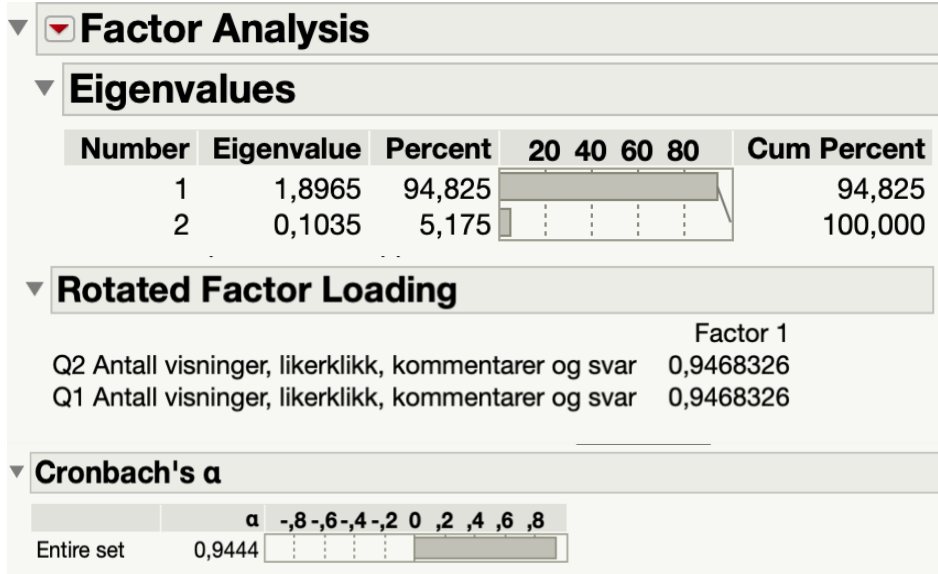 Factor Analysis
Eigenvalues
Number Eigenvalue Percent 20 40 60 80 Cum Percent
1 1,8965 94,825 94,825
2 0,1035 5,175 100,000
Rotated Factor Loading
Factor 1
Q2 Antall visninger, likerklikk, kommentarer og svar 0,9468326
Q1 Antall visninger, likerklikk, kommentarer og svar 0,9468326
Cronbach's α
α -,8 -,6 -,4 -,2 0 ,2 ,4 ,6 ,8
Entire set 0,9444